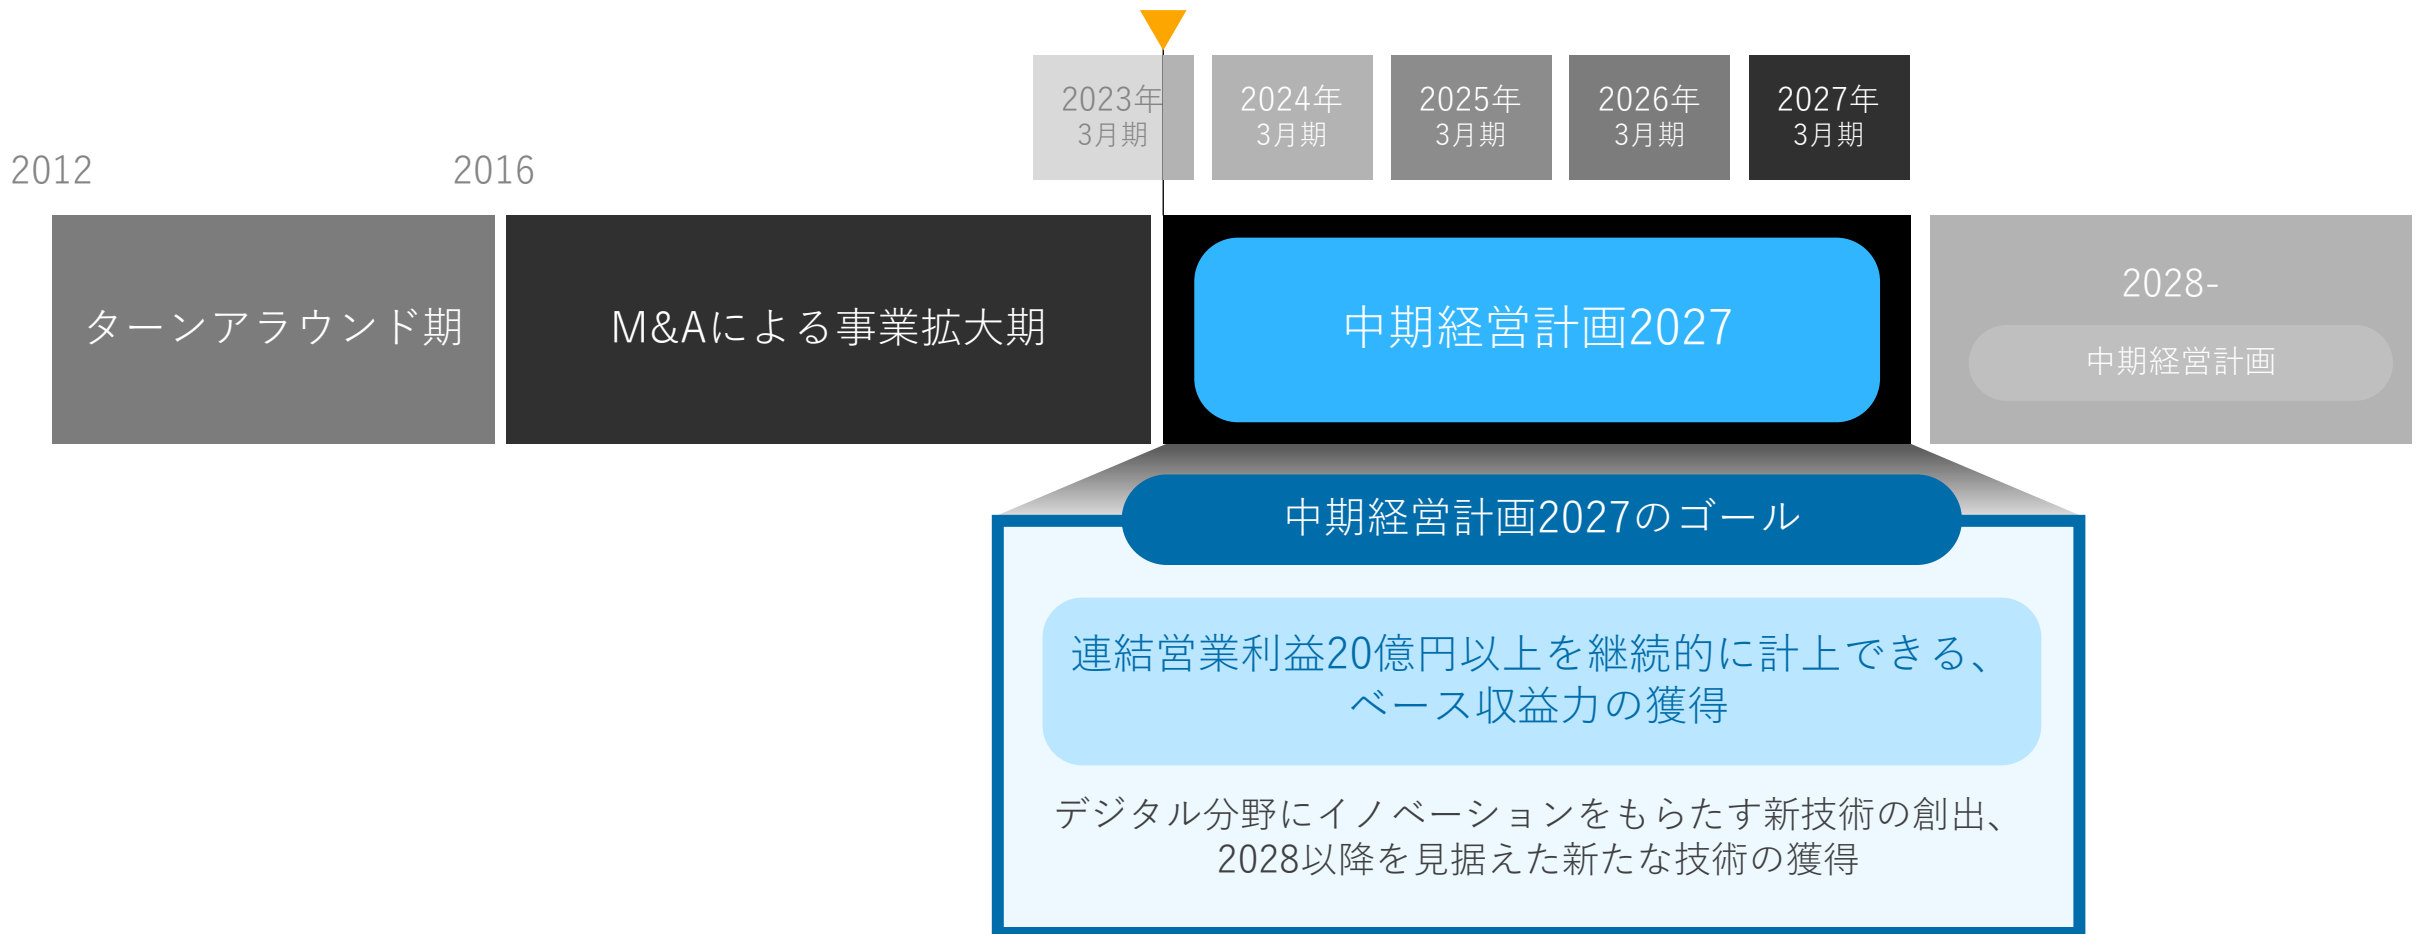 2023年
3月期
2024年
3月期
2025年
3月期
2026年
3月期
2027年
3月期
2012
2016
ターンアラウンド期
M&Aによる事業拡大期
中期経営計画2027
2028-
中期経営計画
中期経営計画2027のゴール
連結営業利益20億円以上を継続的に計上できる、
ベース収益力の獲得
デジタル分野にイノベーションをもらたす新技術の創出、
2028以降を見据えた新たな技術の獲得